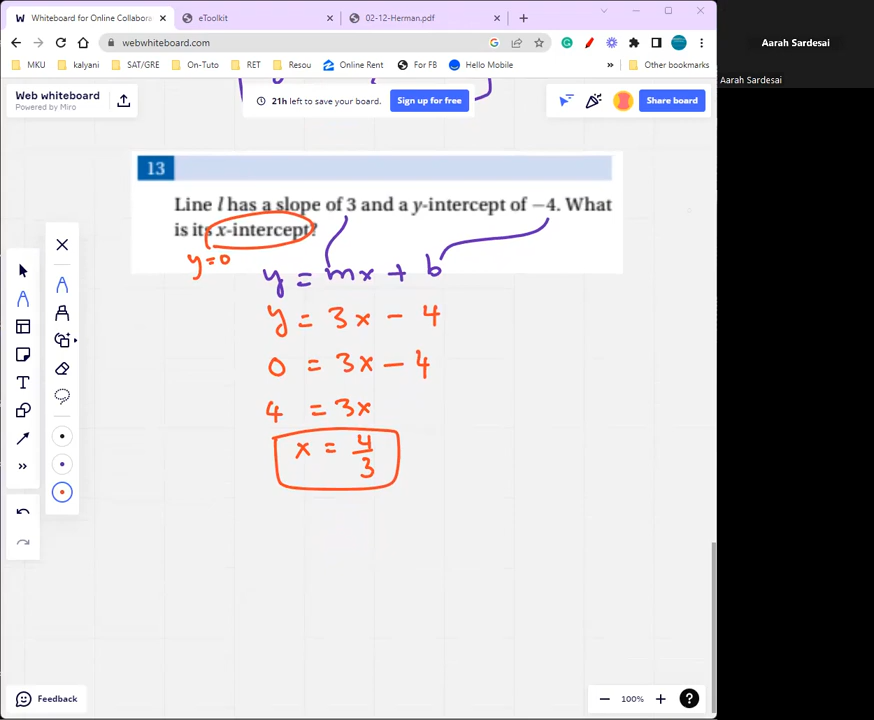 Whiteboard for Online Collabo
eToolkit
02-12-Herman.pdf
webwhiteboard.com
MKU
kalyani
SAT/GRE
On-Tuto
RET
Resou
Online Rent
For FB
Hello Mobile
»
Other bookmarks
Web whiteboard
Powered by Miro
21h left to save your board.
Sign up for free
Share board
Aarah Sardesai
Aarah Sardesai
13
Line l has a slope of 3 and a y-intercept of −4. What
is its x-intercept?
y=0
y = mx + b
y = 3x - 4
0 = 3x - 4
4 = 3x
x = 4/3
Feedback
100%